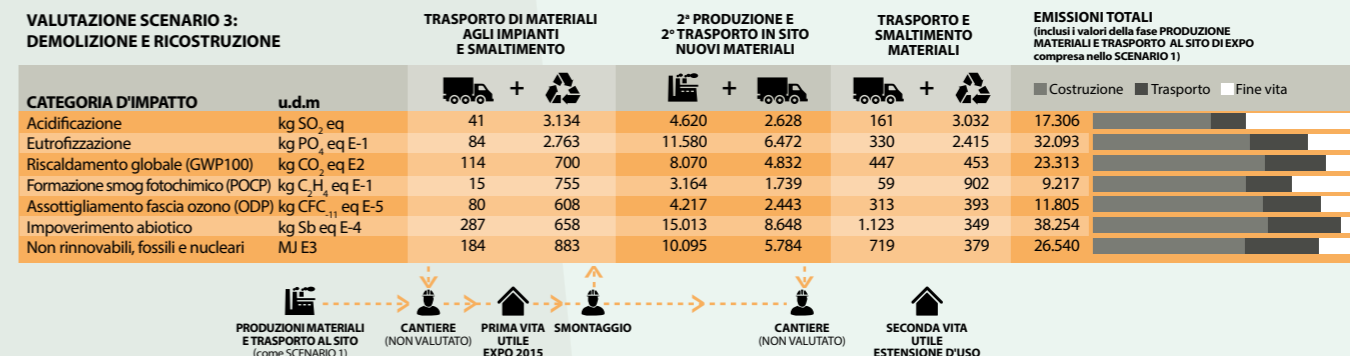 VALUTAZIONE SCENARIO 3:
DEMOLIZIONE E RICOSTRUZIONE
TRASPORTO DI MATERIALI
AGLI IMPIANTI
E SMALTIMENTO
2ª PRODUZIONE E
2º TRASPORTO IN SITO
NUOVI MATERIALI
TRASPORTO E
SMALTIMENTO
MATERIALI
EMISSIONI TOTALI
(inclusi i valori della fase PRODUZIONE
MATERIALI E TRASPORTO AL SITO DI EXPO
compresa nello SCENARIO 1)
+ + +
Costruzione Trasporto Fine vita
CATEGORIA D'IMPATTO u.d.m
Acidificazione kg SO2 eq 41 3.134 4.620 2.628 161 3.032 17.306
Eutrofizzazione kg PO4 eq E-1 84 2.763 11.580 6.472 330 2.415 32.093
Riscaldamento globale (GWP100) kg CO2 eq E2 114 700 8.070 4.832 447 453 23.313
Formazione smog fotochimico (POCP) kg C2H4 eq E-1 15 755 3.164 1.739 59 902 9.217
Assottigliamento fascia ozono (ODP) kg CFC-11 eq E-5 80 608 4.217 2.443 313 393 11.805
Impoverimento abiotico kg Sb eq E-4 287 658 15.013 8.648 1.123 349 38.254
Non rinnovabili, fossili e nucleari MJ E3 184 883 10.095 5.784 719 379 26.540
PRODUZIONI MATERIALI
E TRASPORTO AL SITO
(come SCENARIO 1)
CANTIERE
(NON VALUTATO)
PRIMA VITA
UTILE
EXPO 2015
SMONTAGGIO
CANTIERE
(NON VALUTATO)
SECONDA VITA
UTILE
ESTENSIONE D'USO